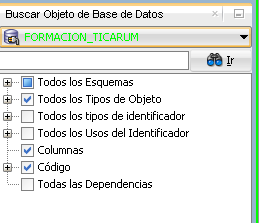 Buscar Objeto de Base de Datos
FORMACION_TICARUM
Ir
Todos los Esquemas
Todos los Tipos de Objeto
Todos los tipos de identificador
Todos los Usos del Identificador
Columnas
Código
Todas las Dependencias